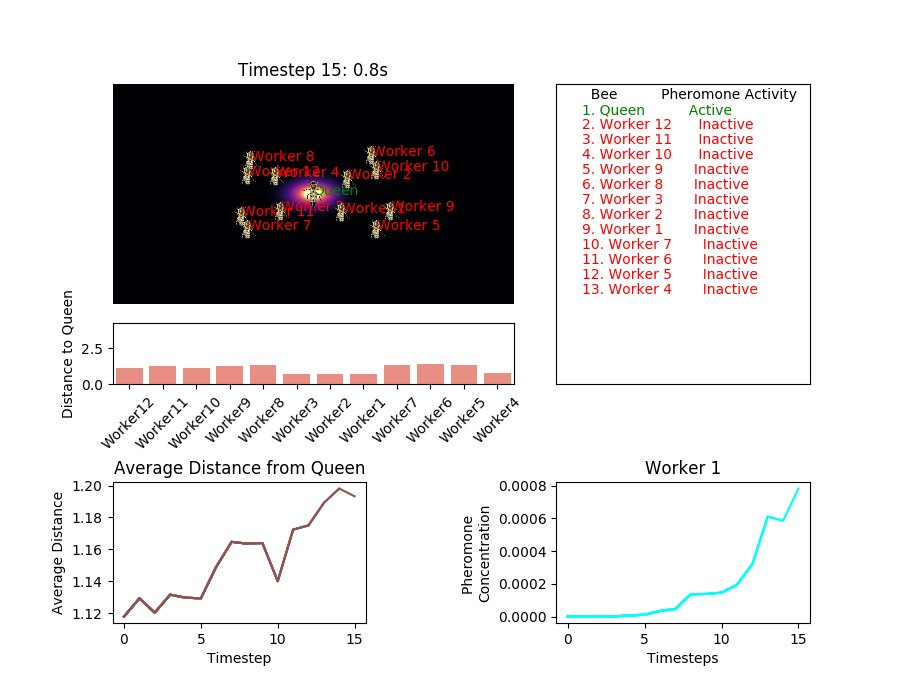 Timestep 15: 0.8s
Worker 8
Worker 6
Worker 12
Worker 4
Worker 10
Worker 2
Queen
Worker
Worker 11
Worker 1
Worker 9
Worker 7
Worker 5
Bee Pheromone Activity
1. Queen Active
2. Worker 12 Inactive
3. Worker 11 Inactive
4. Worker 10 Inactive
5. Worker 9 Inactive
6. Worker 8 Inactive
7. Worker 3 Inactive
8. Worker 2 Inactive
9. Worker 1 Inactive
10. Worker 7 Inactive
11. Worker 6 Inactive
12. Worker 5 Inactive
13. Worker 4 Inactive
Distance to Queen
2.5
0.0
Worker12
Worker11
Worker10
Worker9
Worker8
Worker3
Worker2
Worker1
Worker7
Worker6
Worker5
Worker4
Average Distance from Queen
Average Distance
1.20
1.18
1.16
1.14
1.12
0 5 10 15
Timestep
Worker 1
Pheromone
Concentration
0.0008
0.0006
0.0004
0.0002
0.0000
0 5 10 15
Timesteps